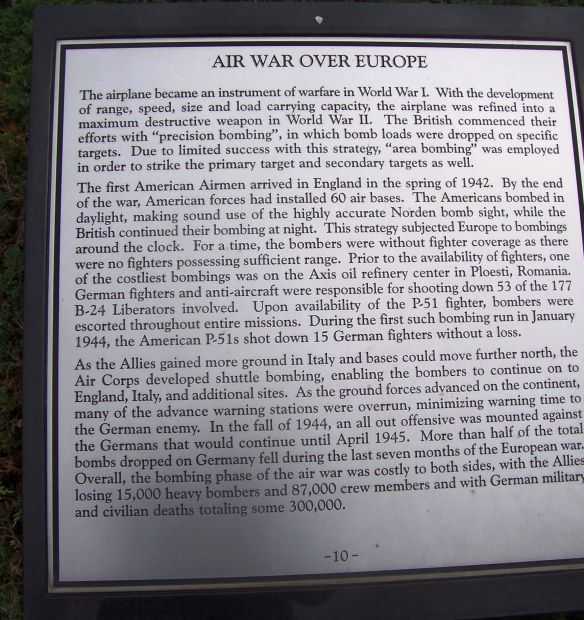 AIR WAR OVER EUROPE
The airplane became an instrument of warfare in World War I. With the development
of range, speed, size and load carrying capacity, the airplane was refined into a
maximum destructive weapon in World War II. The British commenced their
efforts with “precision bombing”, in which bomb loads were dropped on specific
targets. Due to limited success with this strategy, “area bombing” was employed
in order to strike the primary target and secondary targets as well.
The first American Airmen arrived in England in the spring of 1942. By the end
of the war, American forces had installed 60 air bases. The Americans bombed in
daylight, making sound use of the highly accurate Norden bomb sight, while the
British continued their bombing at night. This strategy subjected Europe to bombings
around the clock. For a time, the bombers were without fighter coverage as there
were no fighters possessing sufficient range. Prior to the availability of fighters, one
of the costliest bombings was on the Axis oil refinery center in Ploesti, Romania.
German fighters and anti-aircraft were responsible for shooting down 53 of the 177
B-24 Liberators involved. Upon availability of the P-51 fighter, bombers were
escorted throughout entire missions. During the first such bombing run in January
1944, the American P-51s shot down 15 German fighters without a loss.
As the Allies gained more ground in Italy and bases could move further north, the
Air Corps developed shuttle bombing, enabling the bombers to continue on to
England, Italy, and additional sites. As the ground forces advanced on the continent,
many of the advance warning stations were overrun, minimizing warning time to
the German enemy. In the fall of 1944, an all out offensive was mounted against
the Germans that would continue until April 1945. More than half of the total
bombs dropped on Germany fell during the last seven months of the European war.
Overall, the bombing phase of the air war was costly to both sides, with the Allies
losing 15,000 heavy bombers and 87,000 crew members and with German military
and civilian deaths totaling some 300,000.
-10-